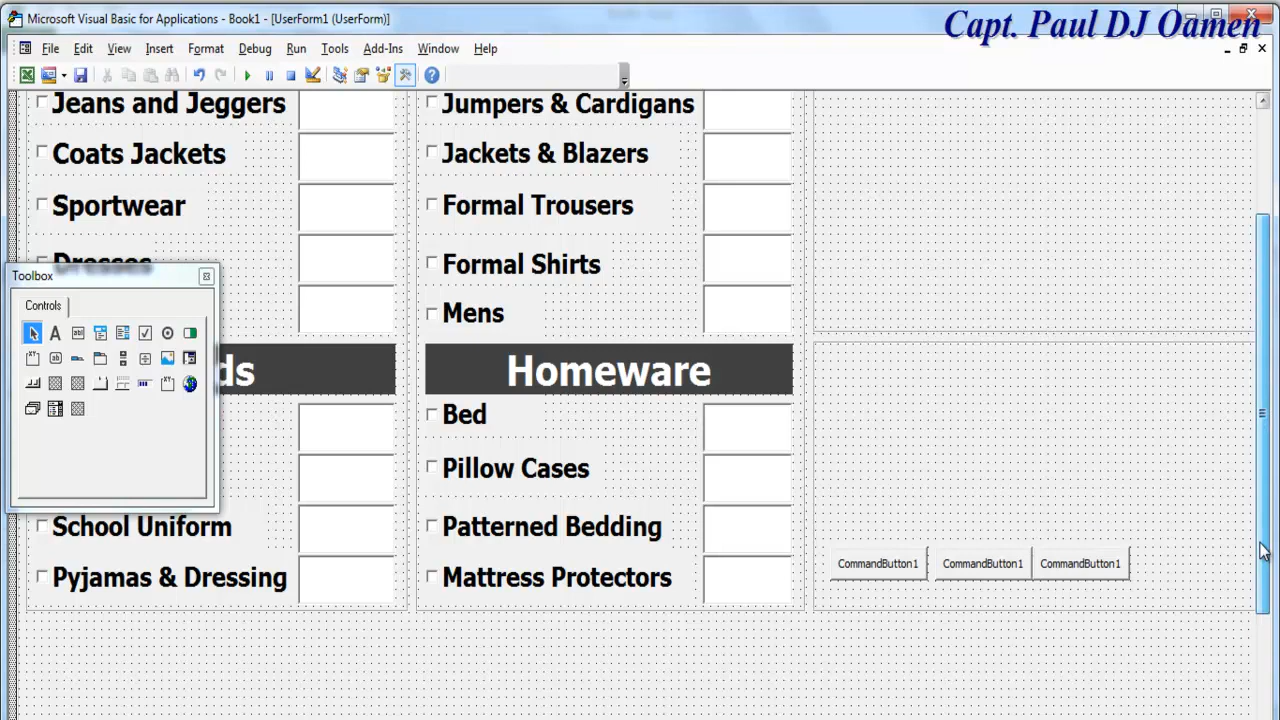 Microsoft Visual Basic for Applications - Book1 - [UserForm1 (UserForm)]
Capt. Paul DJ Oamen
File Edit View Insert Format Debug Run Tools Add-Ins Window Help
Jeans and Jeggers
Jumpers & Cardigans
Coats Jackets
Jackets & Blazers
Sportwear
Formal Trousers
Dresses
Formal Shirts
Toolbox
Controls
Mens
ds
Homeware
Bed
Pillow Cases
School Uniform
Patterned Bedding
CommandButton1 CommandButton1 CommandButton1
Pyjamas & Dressing
Mattress Protectors